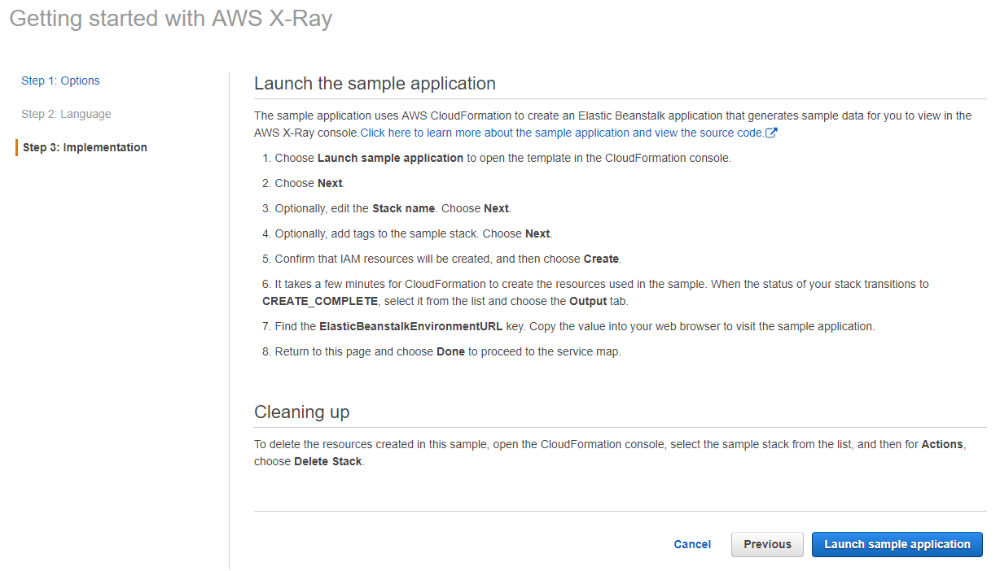 Getting started with AWS X-Ray
Step 1: Options
Step 2: Language
Step 3: Implementation
Launch the sample application
The sample application uses AWS CloudFormation to create an Elastic Beanstalk application that generates sample data for you to view in the
AWS X-Ray console.Click here to learn more about the sample application and view the source code.
1. Choose Launch sample application to open the template in the CloudFormation console.
2. Choose Next.
3. Optionally, edit the Stack name. Choose Next.
4. Optionally, add tags to the sample stack. Choose Next.
5. Confirm that IAM resources will be created, and then choose Create.
6. It takes a few minutes for CloudFormation to create the resources used in the sample. When the status of your stack transitions to
CREATE_COMPLETE, select it from the list and choose the Output tab.
7. Find the ElasticBeanstalkEnvironmentURL key. Copy the value into your web browser to visit the sample application.
8. Return to this page and choose Done to proceed to the service map.
Cleaning up
To delete the resources created in this sample, open the CloudFormation console, select the sample stack from the list, and then for Actions,
choose Delete Stack.
Cancel
Previous
Launch sample application